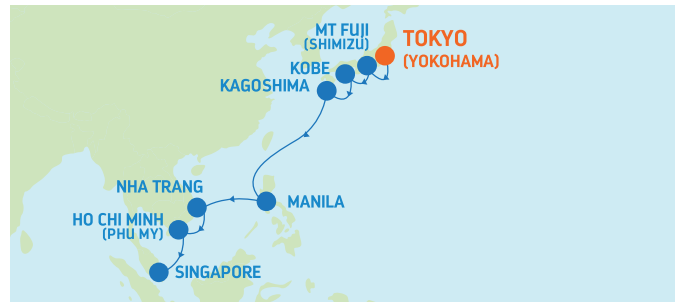 MT FUJI
(SHIMIZU)
TOKYO
(YOKOHAMA)
KOBE
KAGOSHIMA
NHA TRANG
MANILA
HO CHI MINH
(PHU MY)
SINGAPORE